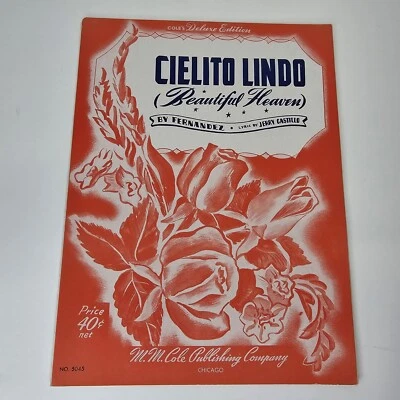 COLE'S Deluxe Edition
CIELITO LINDO
(Beautiful Heaven)
BY FERNANDEZ • LYRIC BY JERRY CASTILLO
Price
40¢
net
M.M. Cole Publishing Company
CHICAGO
NO. 5043